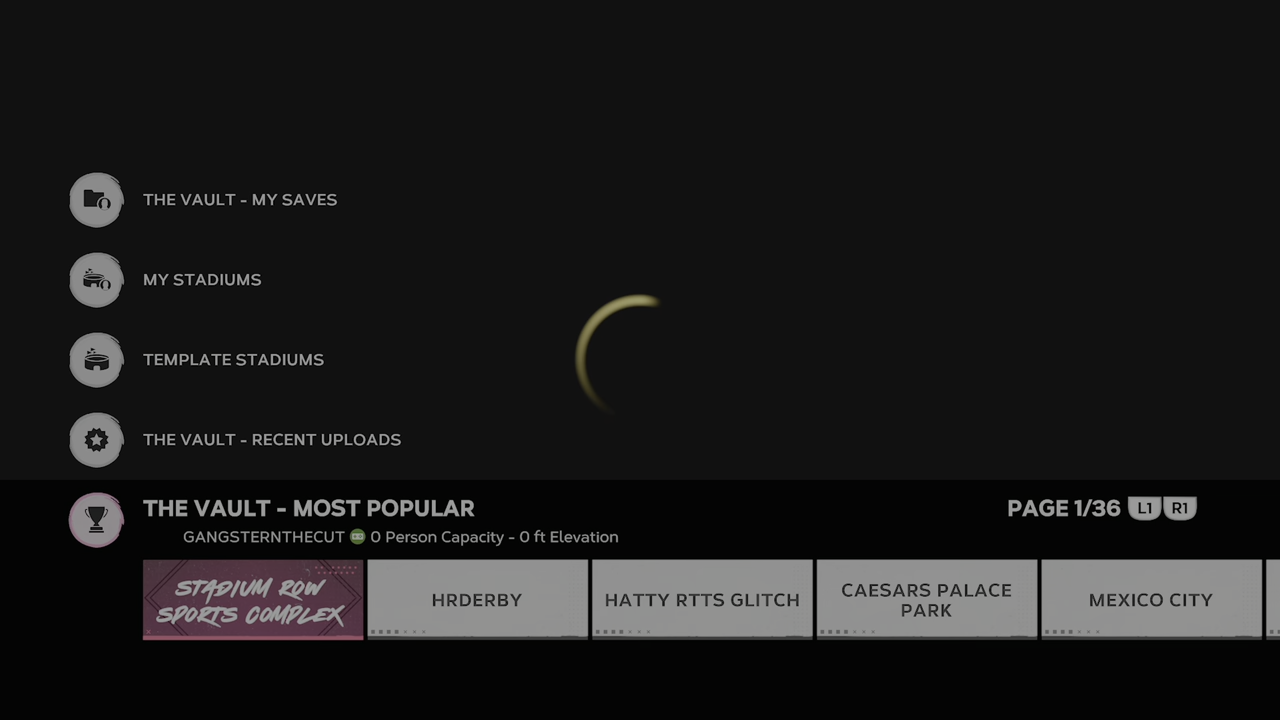 THE VAULT - MY SAVES
MY STADIUMS
TEMPLATE STADIUMS
THE VAULT - RECENT UPLOADS
THE VAULT - MOST POPULAR
PAGE 1/36 L1 R1
GANGSTERNTHECUT 0 Person Capacity - 0 ft Elevation
STADIUM ROW
SPORTS COMPLEX
HRDERBY
HATTY RTTS GLITCH
CAESARS PALACE
PARK
MEXICO CITY